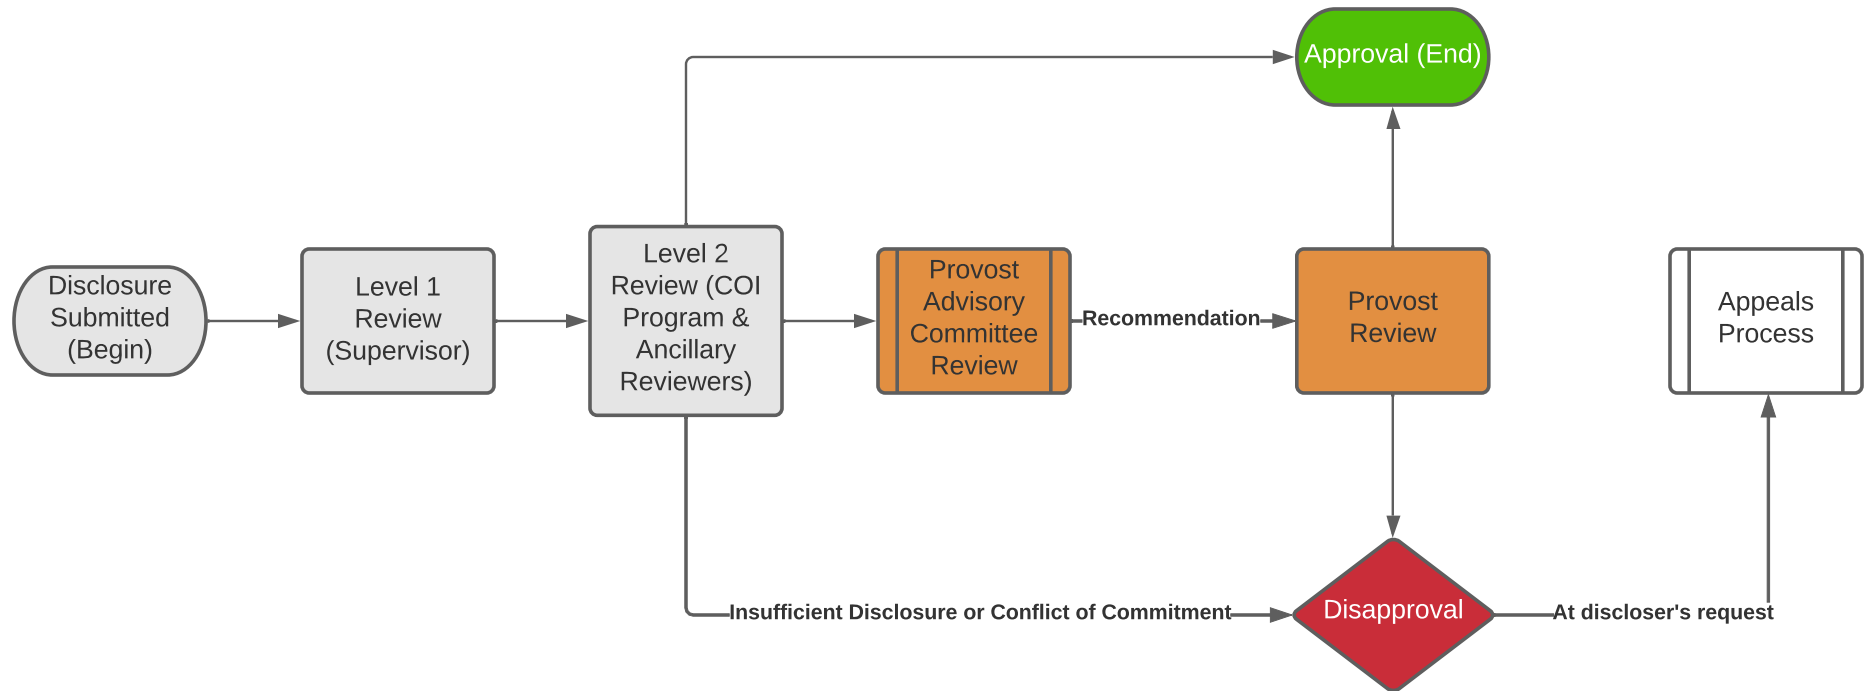 Approval (End)
Disclosure
Submitted
(Begin)
Level 1
Review
(Supervisor)
Level 2
Review (COI
Program &
Ancillary
Reviewers)
Provost
Advisory
Committee
Review
Recommendation
Provost
Review
Appeals
Process
Insufficient Disclosure or Conflict of Commitment
Disapproval
At discloser's request